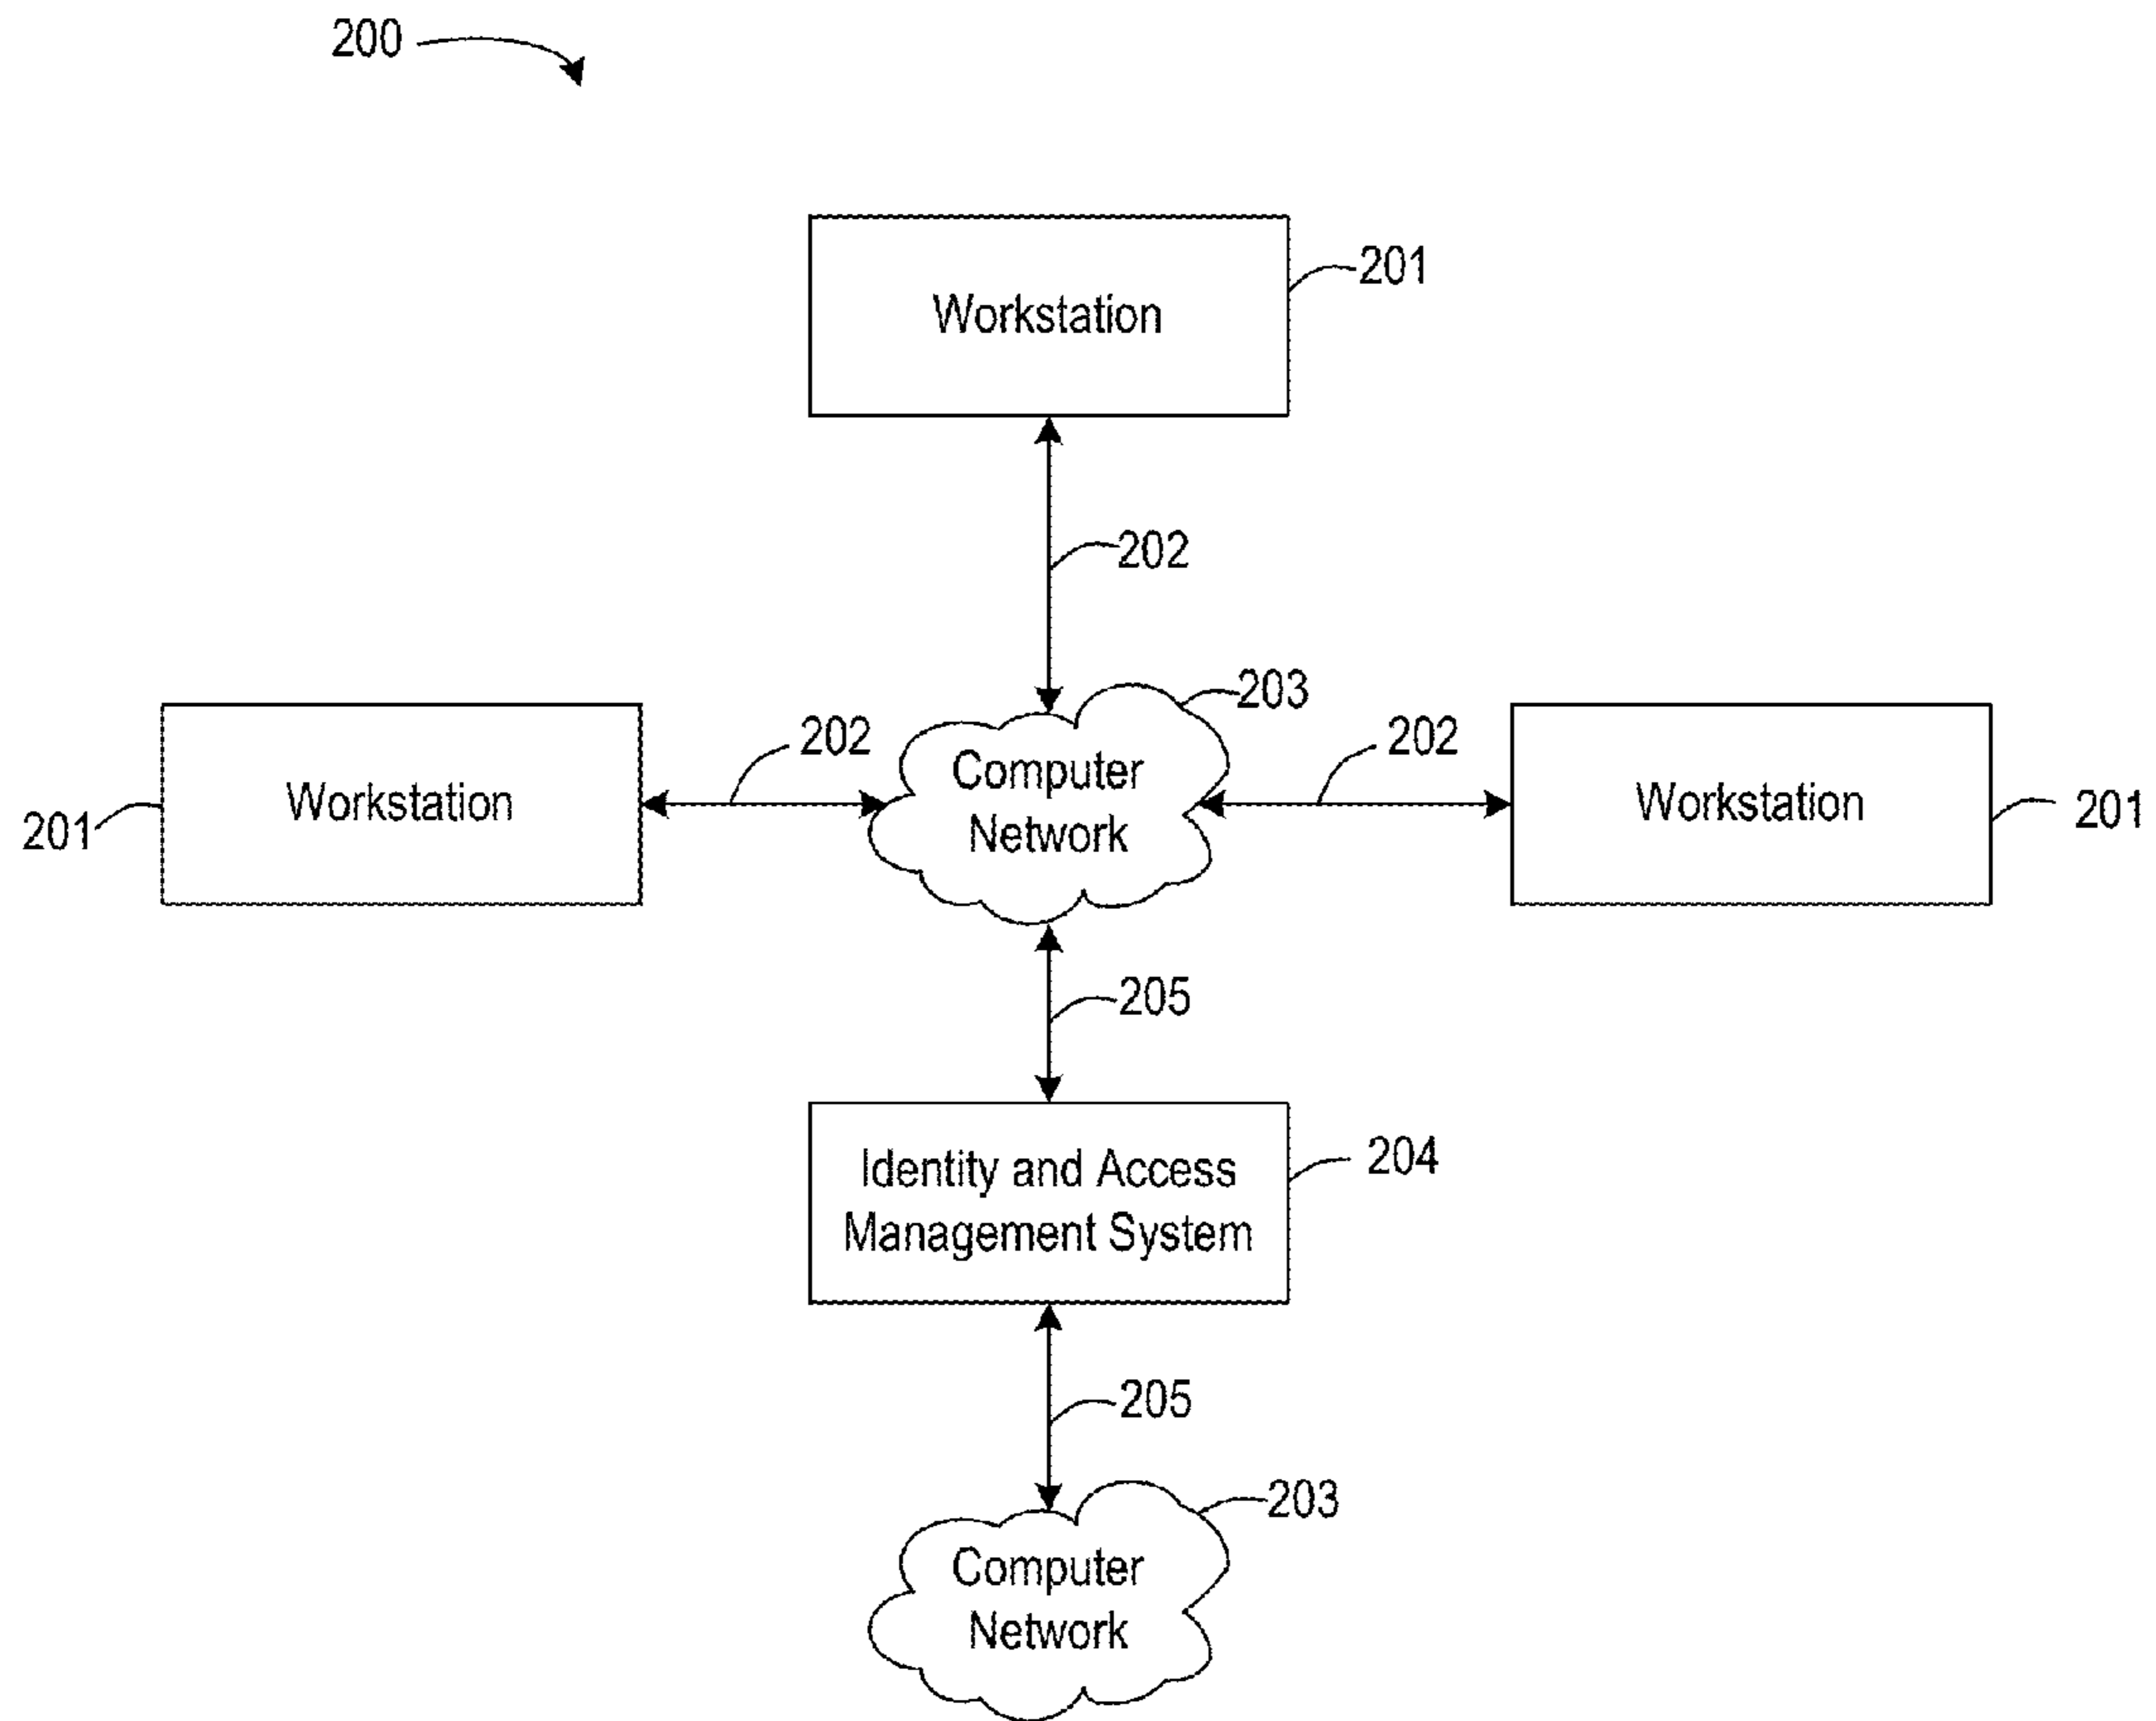 200
Workstation
201
202
203
Workstation
201
202
Computer
Network
202
Workstation
201
205
Identity and Access
Management System
204
205
203
Computer
Network